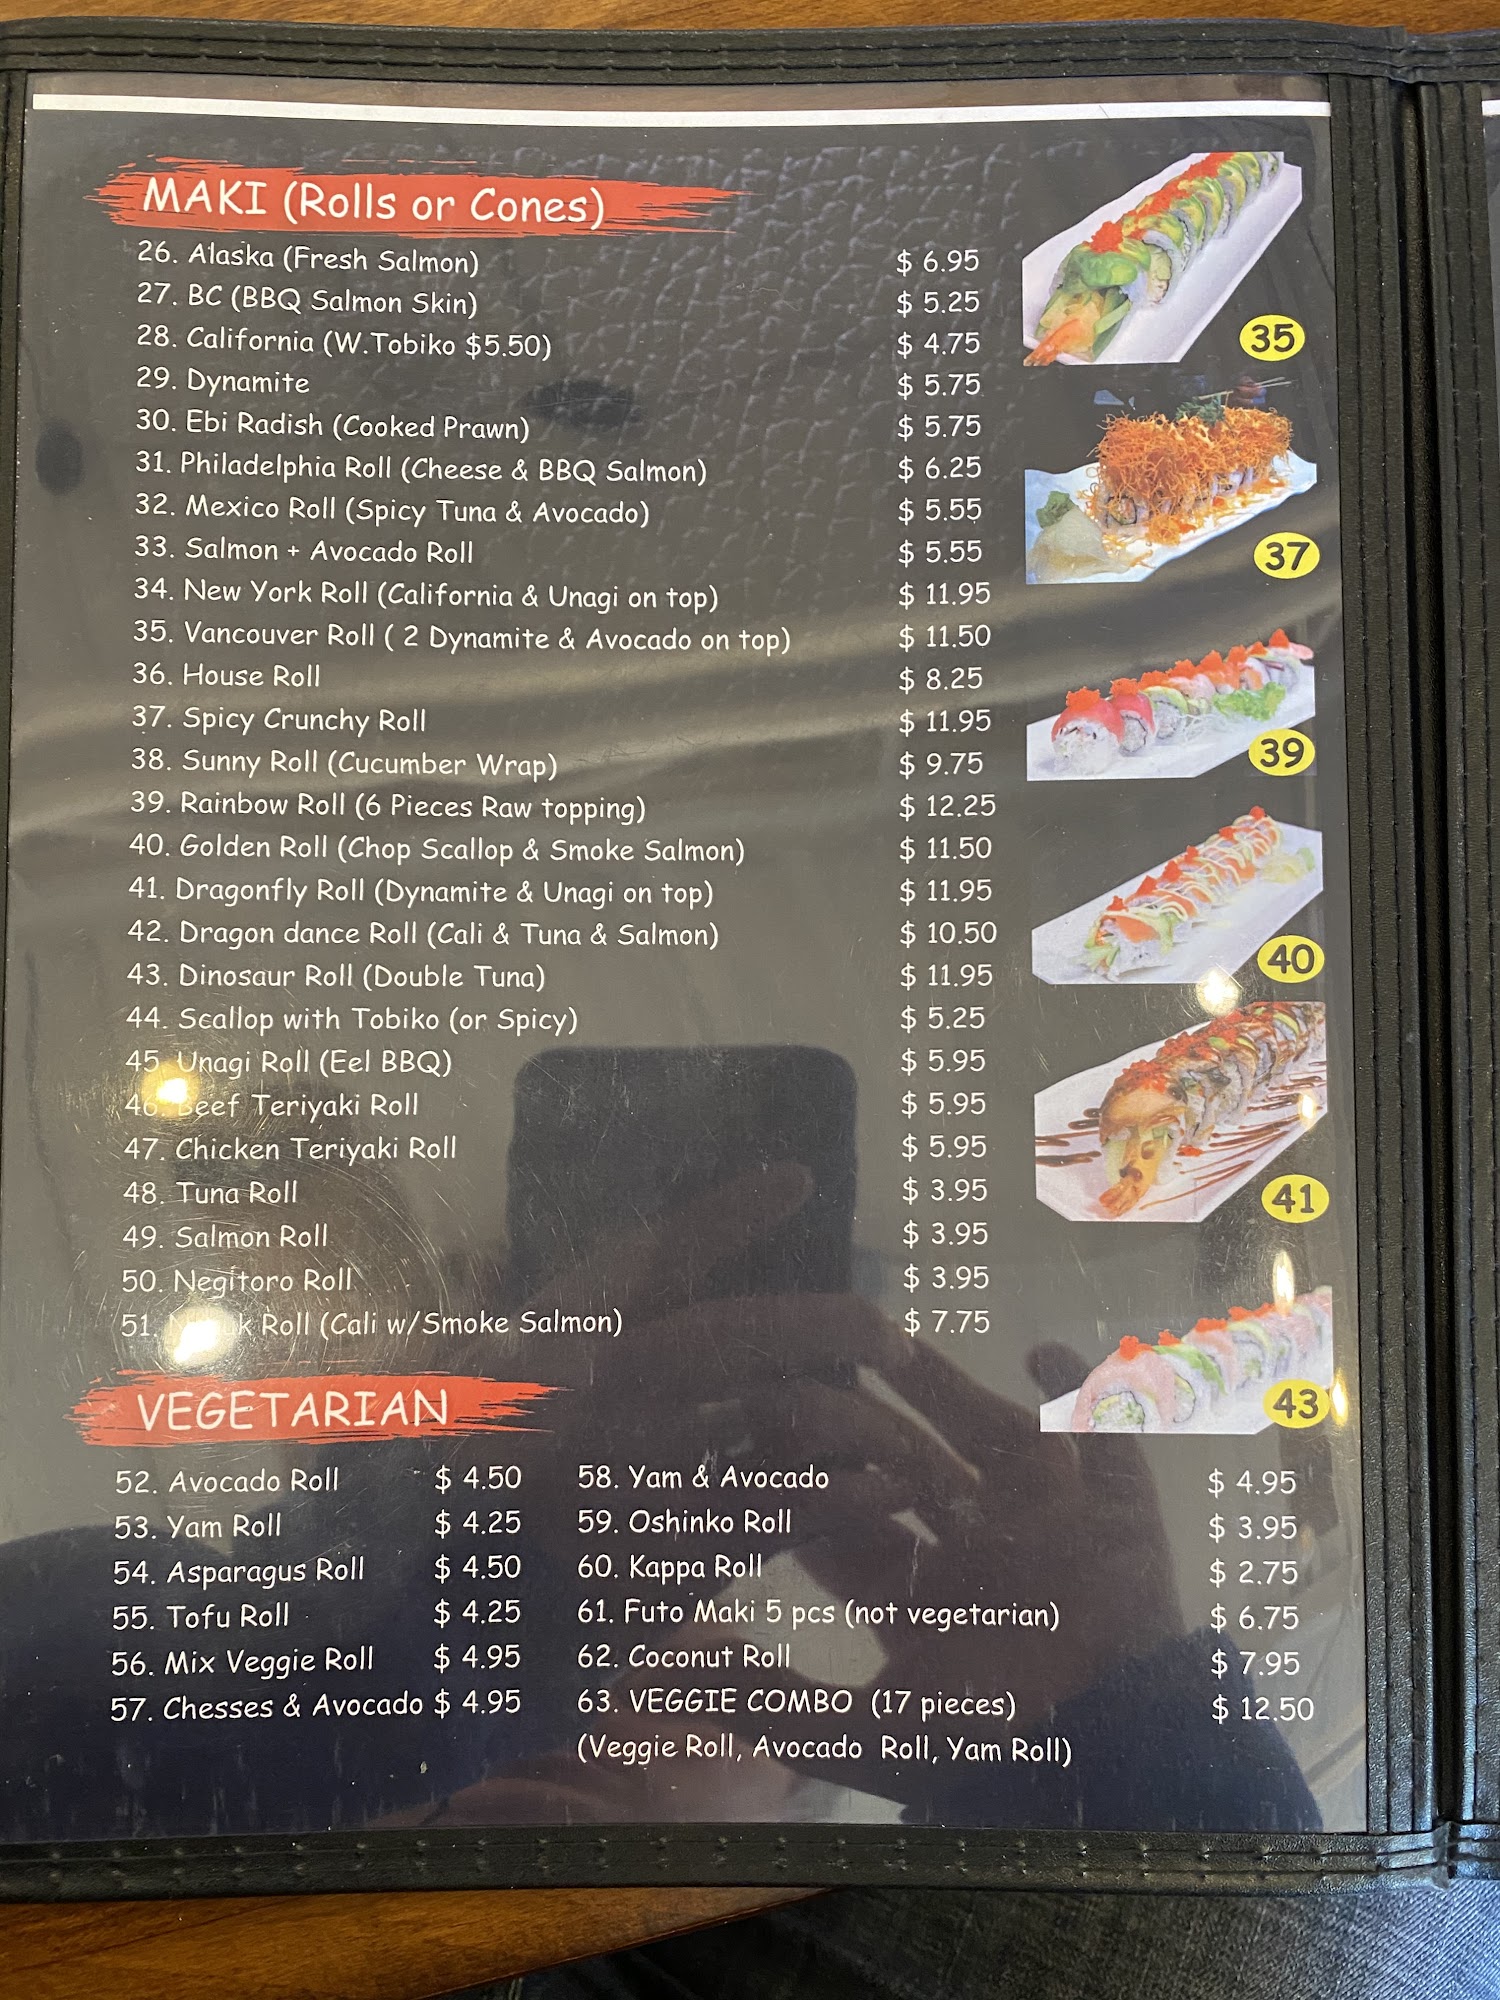 MAKI (Rolls or Cones)
26. Alaska (Fresh Salmon) $ 6.95
27. BC (BBQ Salmon Skin) $ 5.25
28. California (W.Tobiko $5.50) $ 4.75
29. Dynamite $ 5.75
30. Ebi Radish (Cooked Prawn) $ 5.75
31. Philadelphia Roll (Cheese & BBQ Salmon) $ 6.25
32. Mexico Roll (Spicy Tuna & Avocado) $ 5.55
33. Salmon + Avocado Roll $ 5.55
34. New York Roll (California & Unagi on top) $ 11.95
35. Vancouver Roll ( 2 Dynamite & Avocado on top) $ 11.50
36. House Roll $ 8.25
37. Spicy Crunchy Roll $ 11.95
38. Sunny Roll (Cucumber Wrap) $ 9.75
39. Rainbow Roll (6 Pieces Raw topping) $ 12.25
40. Golden Roll (Chop Scallop & Smoke Salmon) $ 11.50
41. Dragonfly Roll (Dynamite & Unagi on top) $ 11.95
42. Dragon dance Roll (Cali & Tuna & Salmon) $ 10.50
43. Dinosaur Roll (Double Tuna) $ 11.95
44. Scallop with Tobiko (or Spicy) $ 5.25
45. Unagi Roll (Eel BBQ) $ 5.95
46. Beef Teriyaki Roll $ 5.95
47. Chicken Teriyaki Roll $ 5.95
48. Tuna Roll $ 3.95
49. Salmon Roll $ 3.95
50. Negitoro Roll $ 3.95
51. Roll (Cali w/Smoke Salmon) $ 7.75
35
37
39
40
41
43
VEGETARIAN
52. Avocado Roll $ 4.50
53. Yam Roll $ 4.25
54. Asparagus Roll $ 4.50
55. Tofu Roll $ 4.25
56. Mix Veggie Roll $ 4.95
57. Chesses & Avocado $ 4.95
58. Yam & Avocado $ 4.95
59. Oshinko Roll $ 3.95
60. Kappa Roll $ 2.75
61. Futo Maki 5 pcs (not vegetarian) $ 6.75
62. Coconut Roll $ 7.95
63. VEGGIE COMBO (17 pieces) $ 12.50
(Veggie Roll, Avocado Roll, Yam Roll)